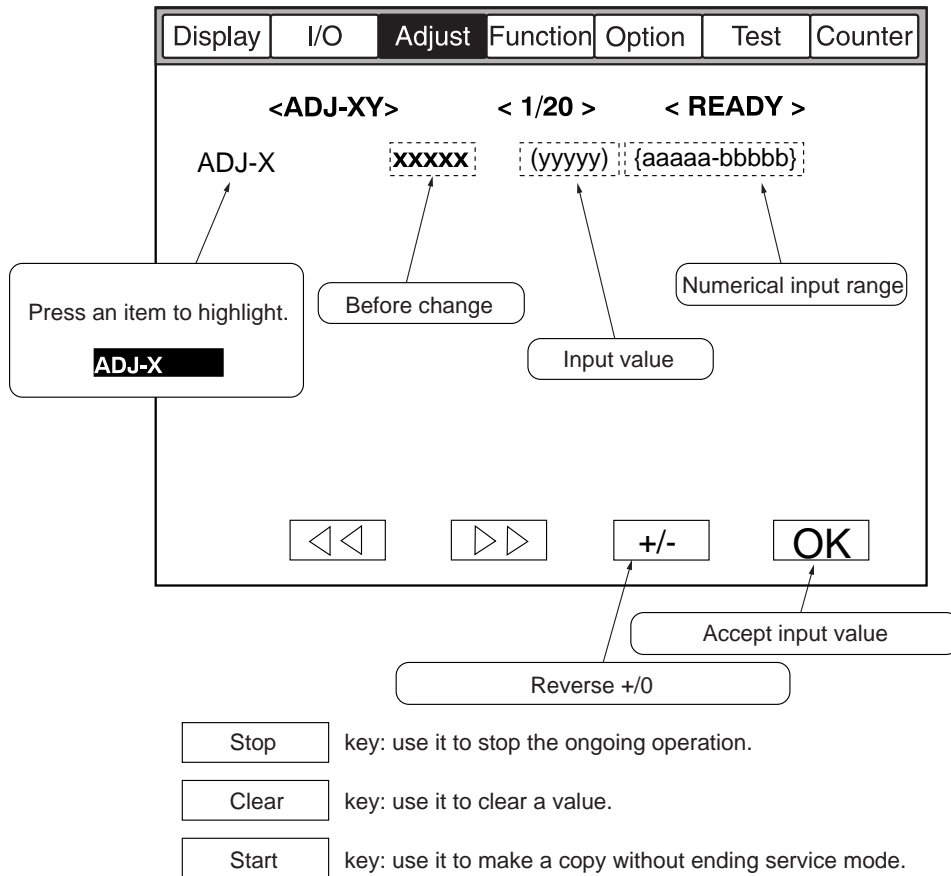 Display I/O Adjust Function Option Test Counter
<ADJ-XY> < 1/20 > < READY >
ADJ-X xxxxx (yyyyy) {aaaaa-bbbbb}
Press an item to highlight.
ADJ-X
Before change
Numerical input range
Input value
+/- OK
Accept input value
Reverse +/0
Stop key: use it to stop the ongoing operation.
Clear key: use it to clear a value.
Start key: use it to make a copy without ending service mode.